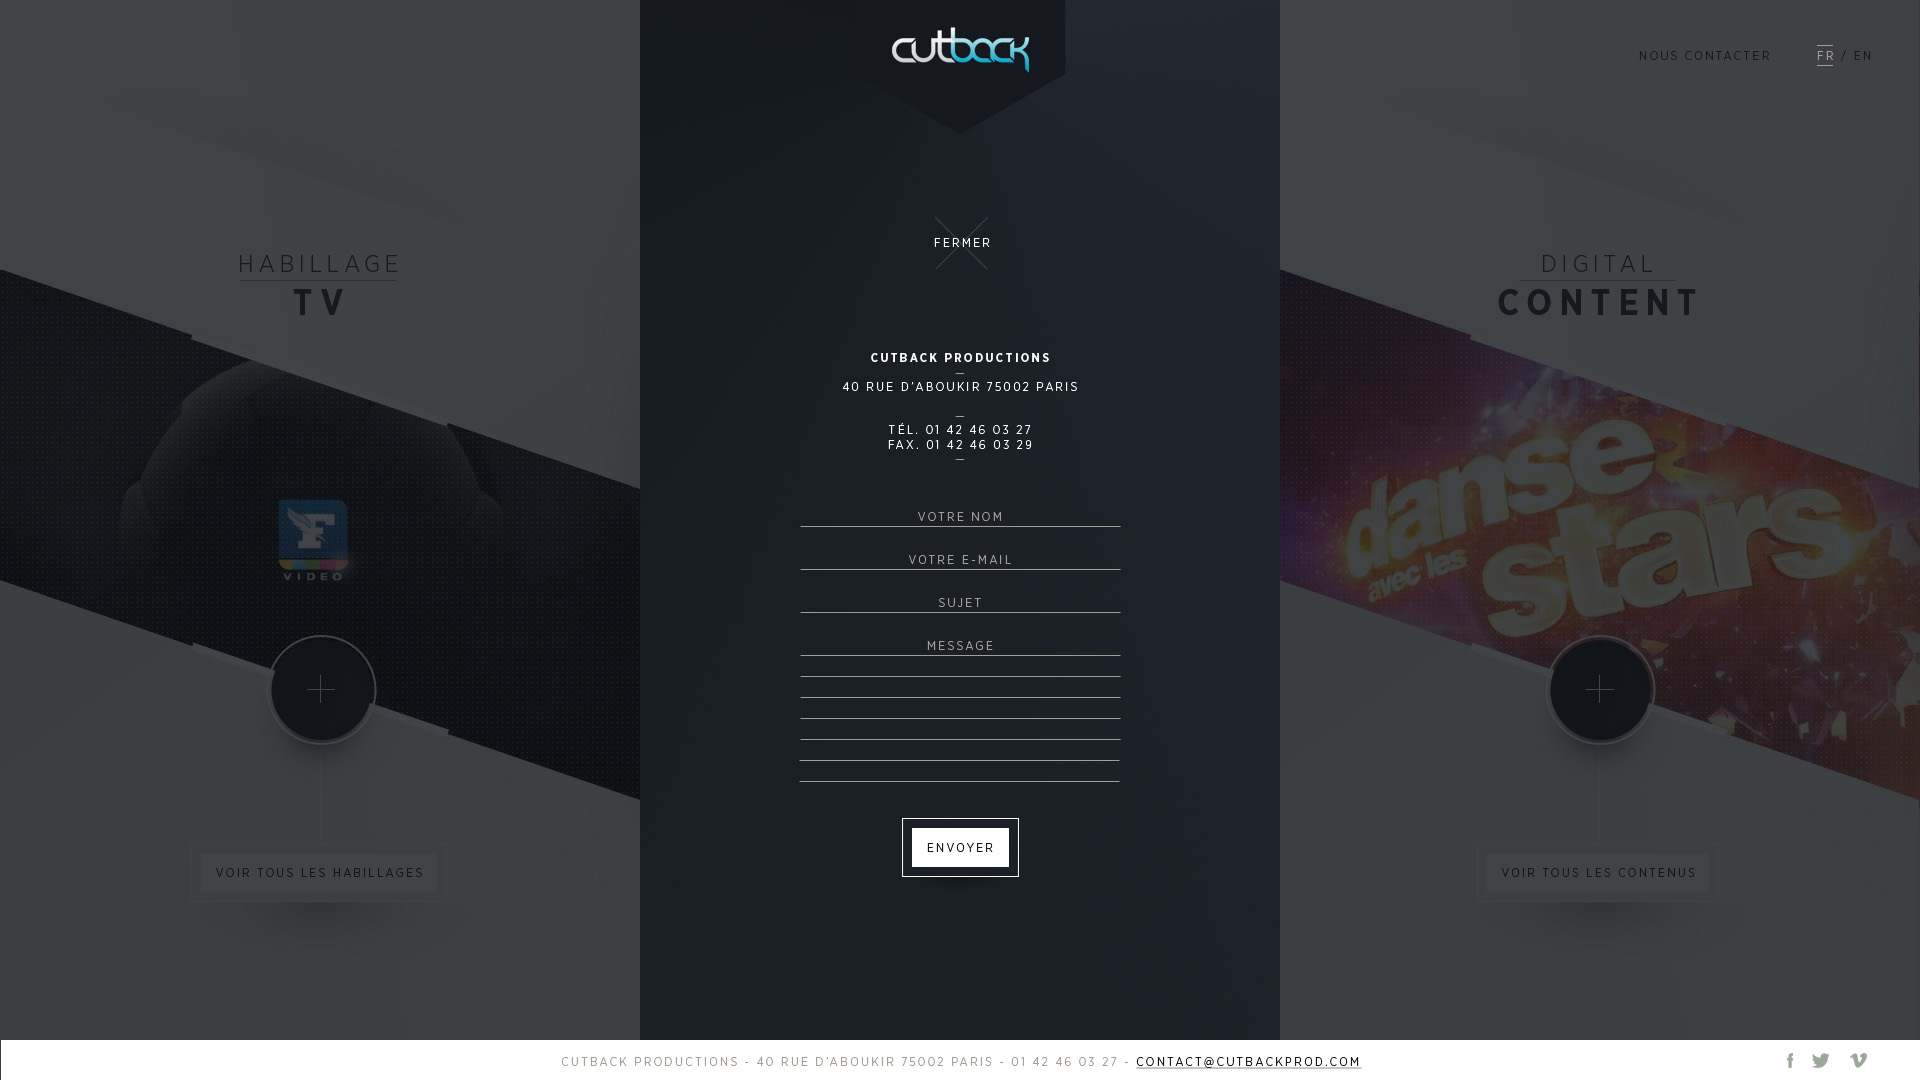 cutback
NOUS CONTACTER
FR / EN
FERMER
HABILLAGE
TV
DIGITAL
CONTENT
CUTBACK PRODUCTIONS
40 RUE D'ABOUKIR 75002 PARIS
TÉL. 01 42 46 03 27
FAX. 01 42 46 03 29
F
VIDEO
danse
avec les
stars
VOTRE NOM
VOTRE E-MAIL
SUJET
MESSAGE
ENVOYER
VOIR TOUS LES HABILLAGES
VOIR TOUS LES CONTENUS
CUTBACK PRODUCTIONS - 40 RUE D'ABOUKIR 75002 PARIS - 01 42 46 03 27 - CONTACT@CUTBACKPROD.COM